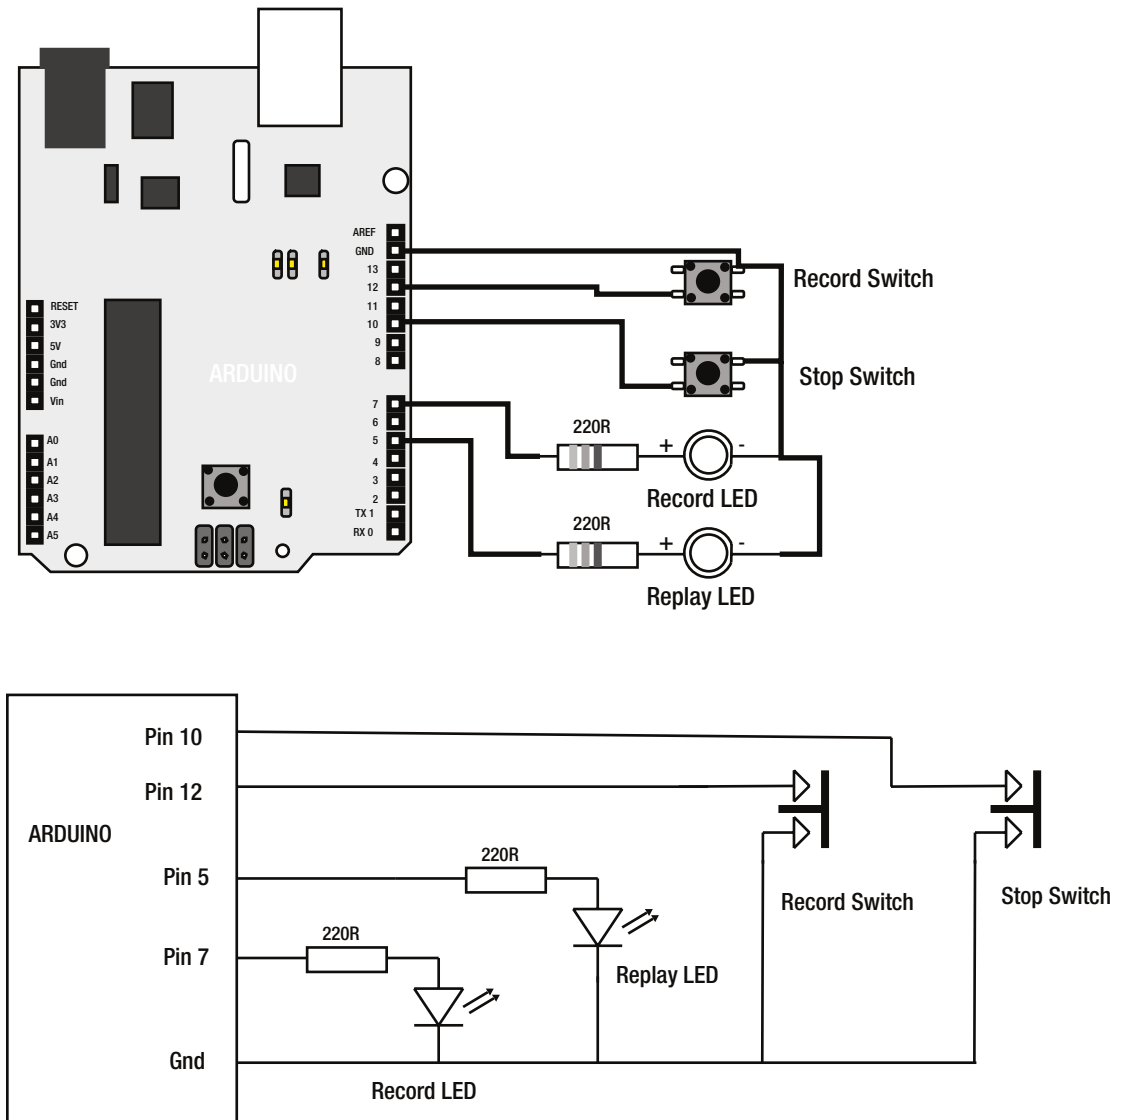 AREF
GND
13
12
11
10
9
8
RESET
3V3
5V
Gnd
Gnd
Vin
ARDUINO
A0
A1
A2
A3
A4
A5
7
6
5
4
3
2
TX 1
RX 0
Record Switch
Stop Switch
220R
+ -
Record LED
220R
+ -
Replay LED
Pin 10
Pin 12
ARDUINO
Pin 5
Pin 7
Gnd
220R
220R
Record Switch
Stop Switch
Replay LED
Record LED